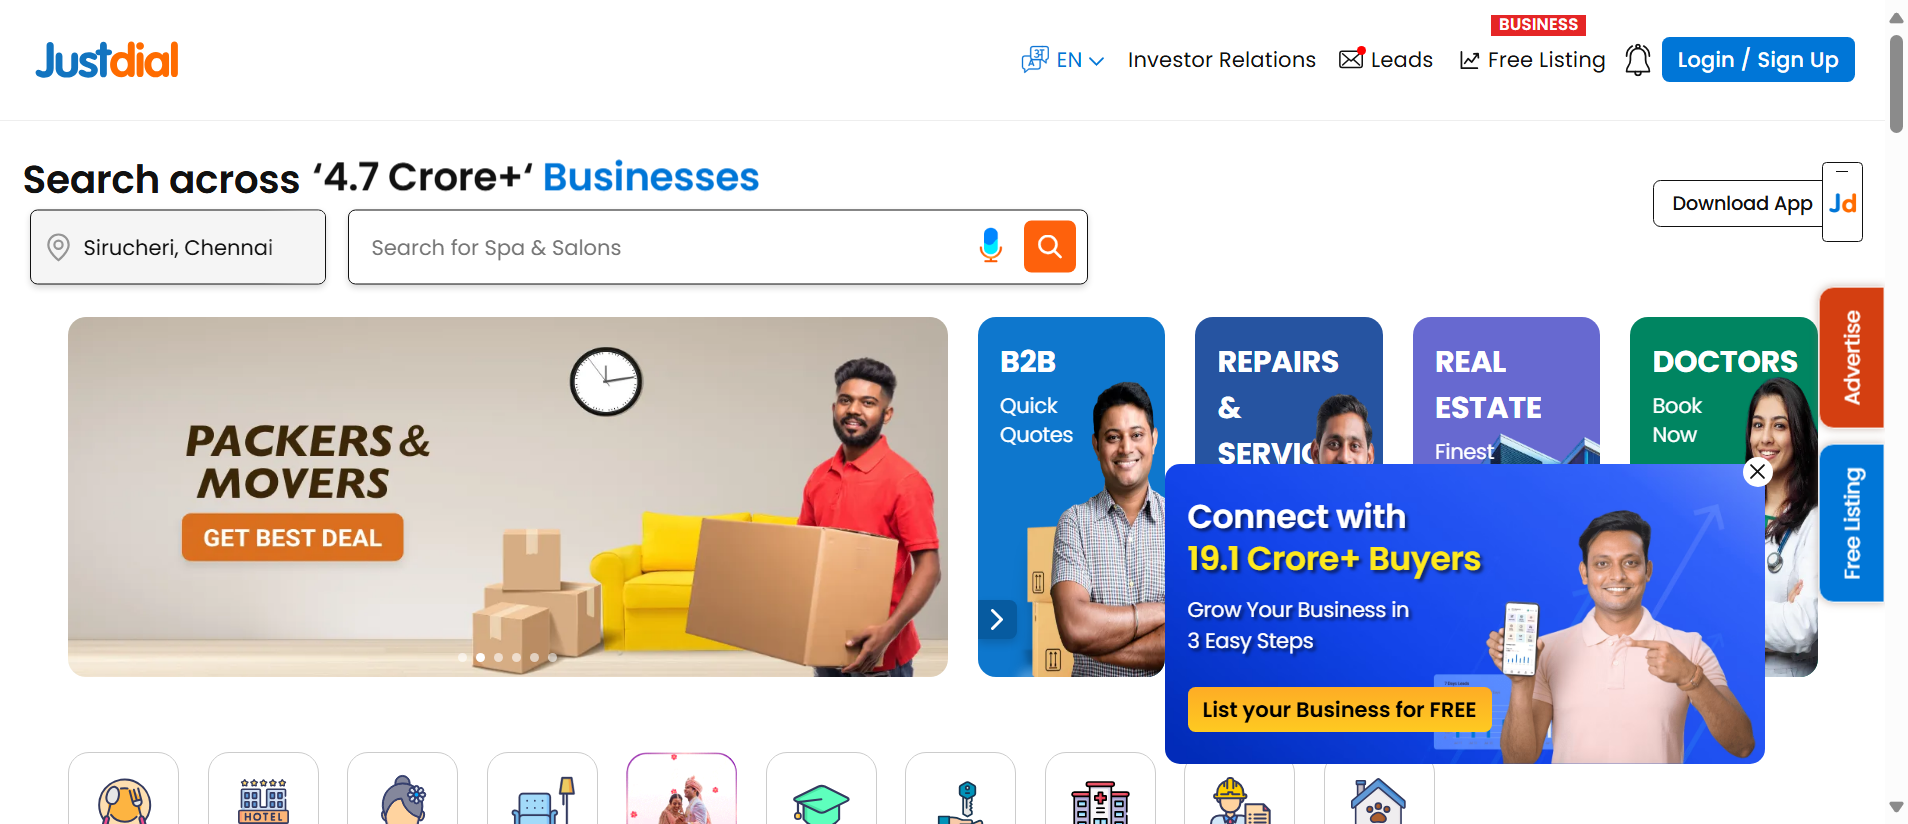 Justdial
EN
Investor Relations
Leads
BUSINESS
Free Listing
Login / Sign Up
Search across ‘4.7 Crore+‘ Businesses
Download App
Jd
Sirucheri, Chennai
Search for Spa & Salons
PACKERS &
MOVERS
GET BEST DEAL
B2B
Quick
Quotes
REPAIRS
&
REAL
ESTATE
Finest
DOCTORS
Book
Now
Advertise
Free Listing
Connect with
19.1 Crore+ Buyers
Grow Your Business in
3 Easy Steps
List your Business for FREE
HOTEL